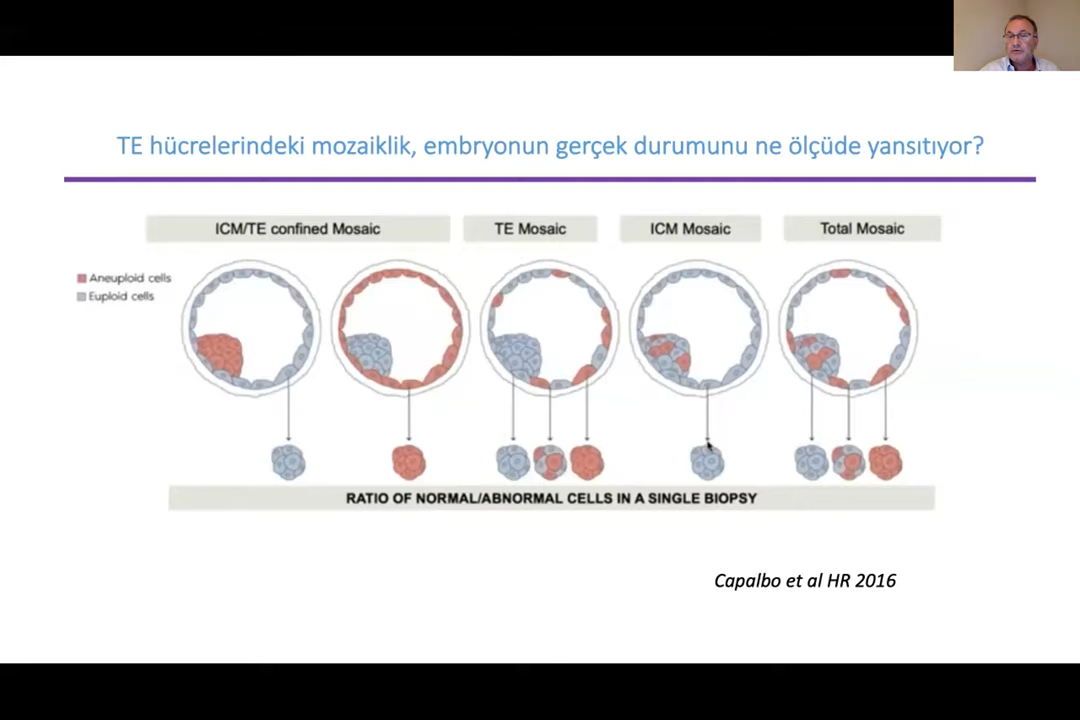 TE hücrelerindeki mozaiklik, embryonun gerçek durumunu ne ölçüde yansıtıyor?
ICM/TE confined Mosaic
TE Mosaic
ICM Mosaic
Total Mosaic
Aneuploid cells
Euploid cells
RATIO OF NORMAL/ABNORMAL CELLS IN A SINGLE BIOPSY
Capalbo et al HR 2016